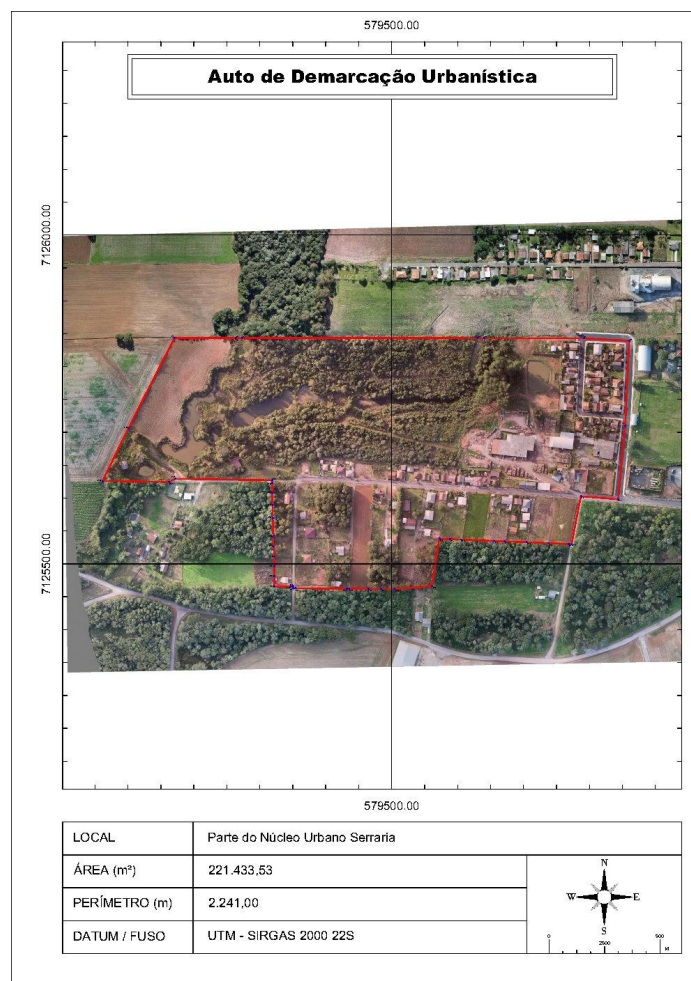 579500.00
Auto de Demarcação Urbanística
7126000.00
7125500.00
579500.00
LOCAL Parte do Núcleo Urbano Serraria
ÁREA (m²) 221.433,53
PERÍMETRO (m) 2.241,00
DATUM / FUSO UTM - SIRGAS 2000 22S
N
W E
S